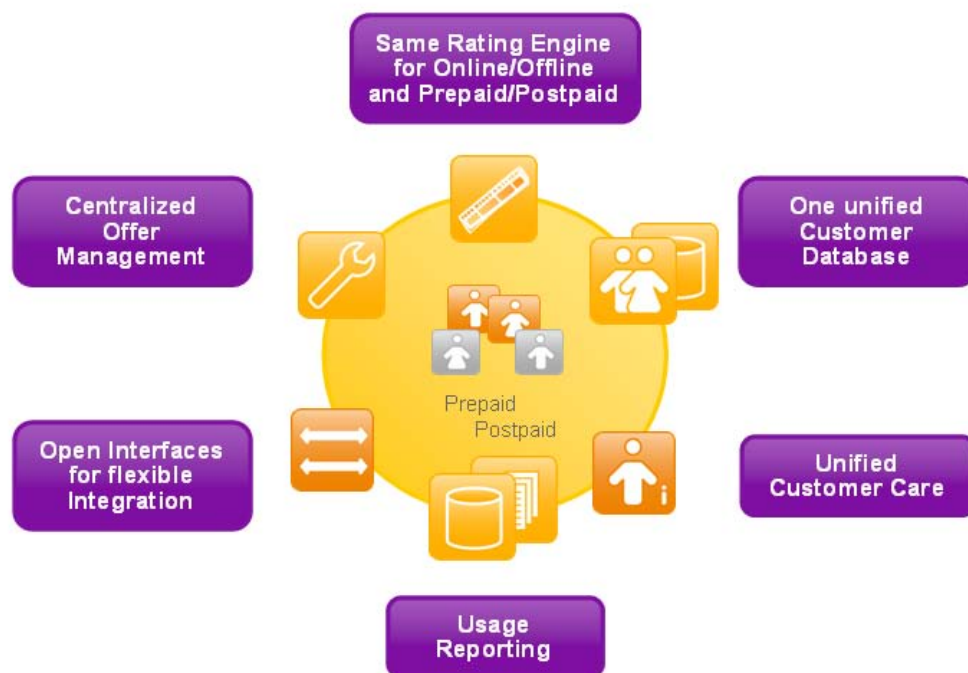 Same Rating Engine
for Online/Offline
and Prepaid/Postpaid
Centralized
Offer
Management
One unified
Customer
Database
Prepaid
Postpaid
Open Interfaces
for flexible
Integration
i
Unified
Customer Care
Usage
Reporting